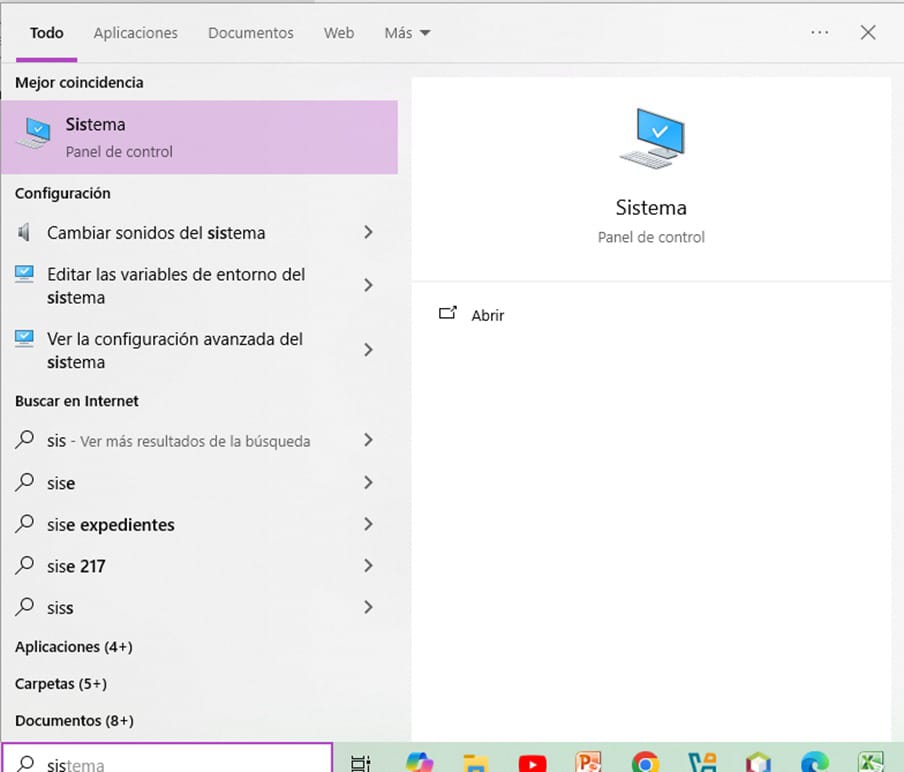 Todo Aplicaciones Documentos Web Más
Mejor coincidencia
Sistema
Panel de control
Configuración
Cambiar sonidos del sistema
Editar las variables de entorno del
sistema
Ver la configuración avanzada del
sistema
Buscar en Internet
sis - Ver más resultados de la búsqueda
sise
sise expedientes
sise 217
siss
Aplicaciones (4+)
Carpetas (5+)
Documentos (8+)
sistema
Sistema
Panel de control
Abrir